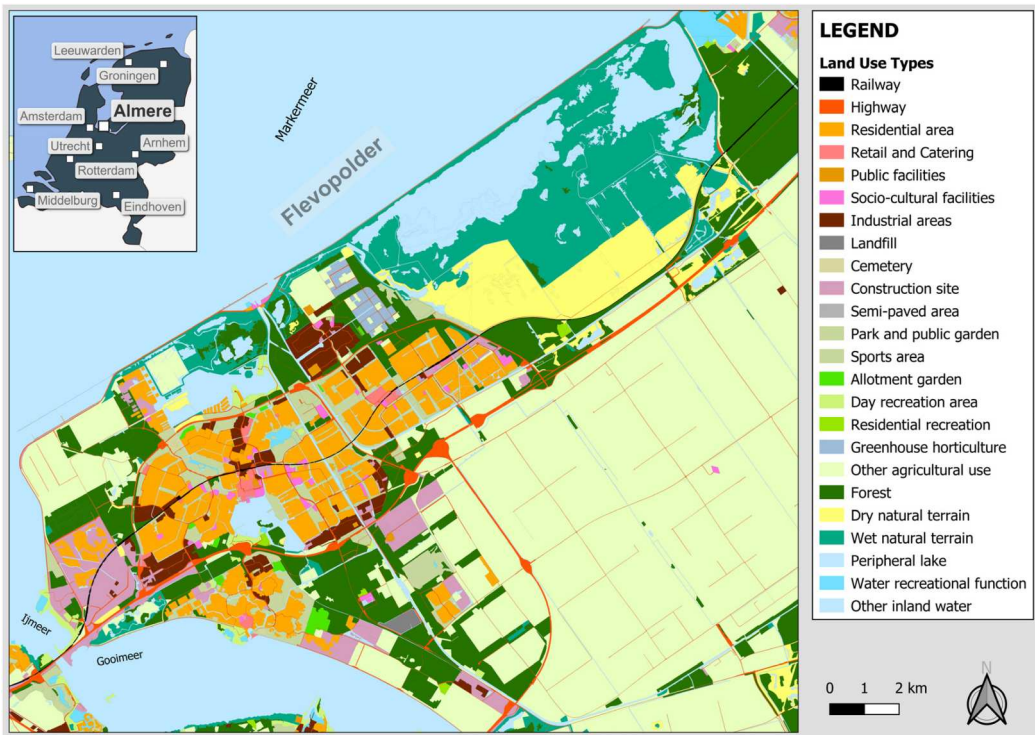 Leeuwarden
Groningen
Almere
Amsterdam
Utrecht
Arnhem
Rotterdam
Middelburg
Eindhoven
Markermeer
Flevopolder
Ijmeer
Gooimeer
LEGEND
Land Use Types
Railway
Highway
Residential area
Retail and Catering
Public facilities
Socio-cultural facilities
Industrial areas
Landfill
Cemetery
Construction site
Semi-paved area
Park and public garden
Sports area
Allotment garden
Day recreation area
Residential recreation
Greenhouse horticulture
Other agricultural use
Forest
Dry natural terrain
Wet natural terrain
Peripheral lake
Water recreational function
Other inland water
0 1 2 km
N